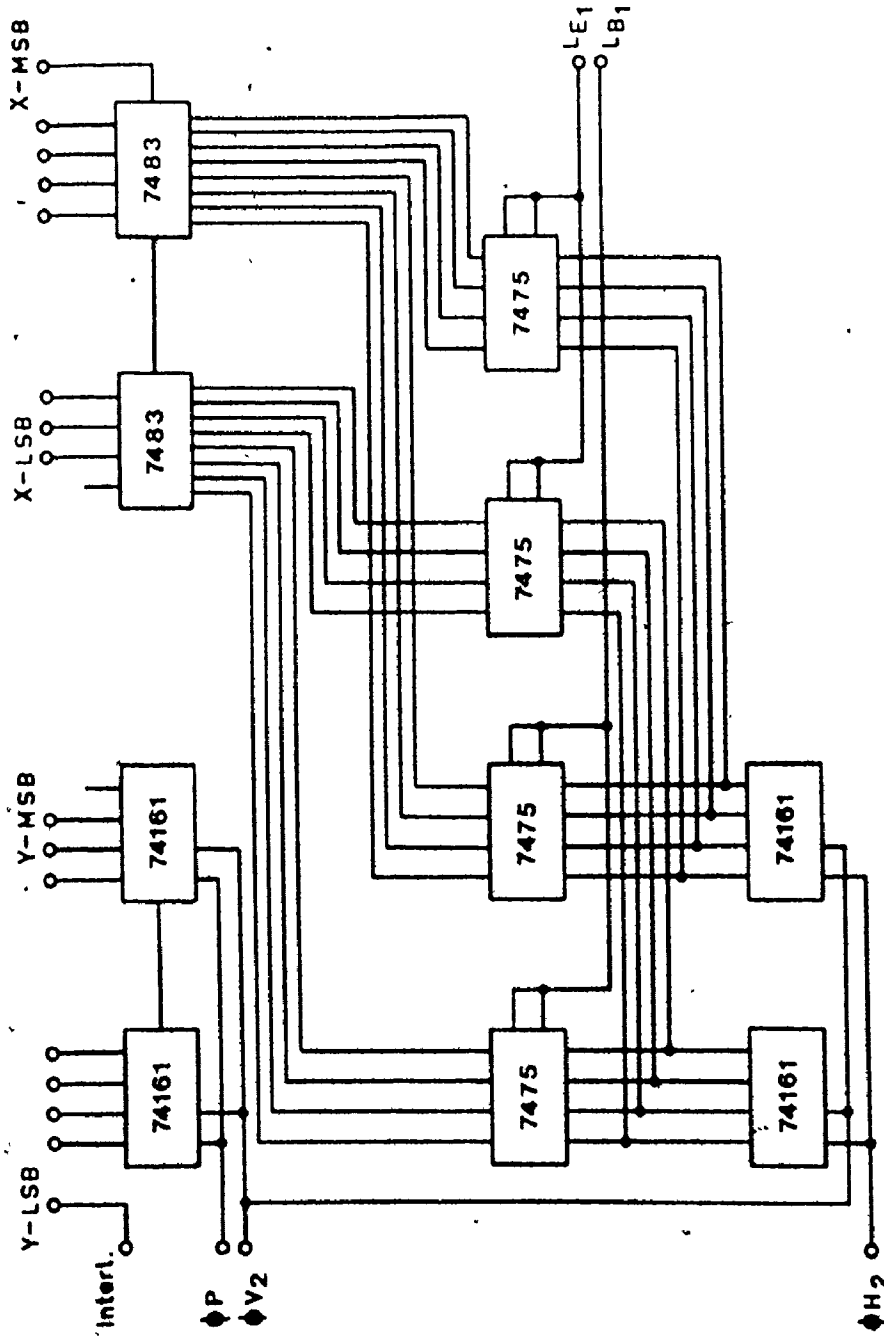 Y-LSB
Y-MSB
X-LSB
X-MSB
Interl.
ϕP
ϕV2
74161
74161
7483
7483
7475
7475
7475
7475
LE1
LB1
74161
74161
ϕH2